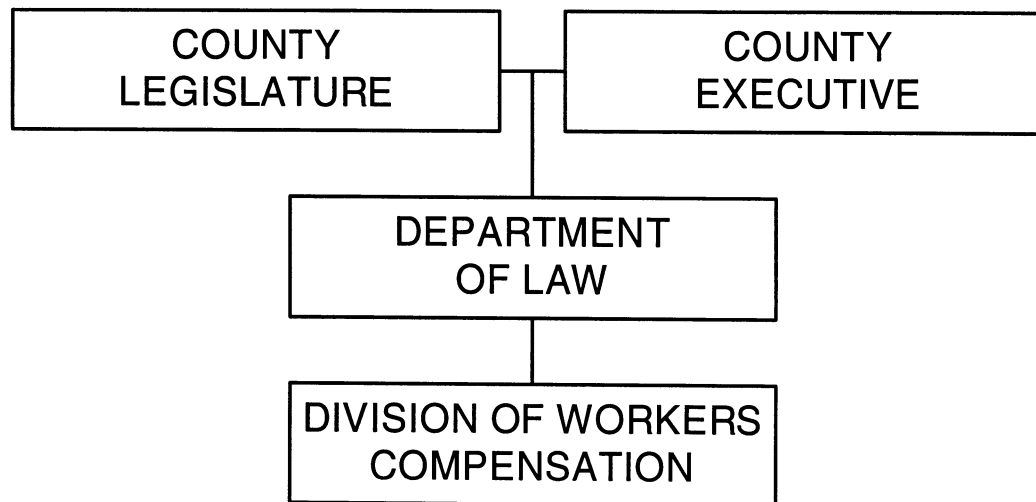 COUNTY
LEGISLATURE
COUNTY
EXECUTIVE
DEPARTMENT
OF LAW
DIVISION OF WORKERS
COMPENSATION